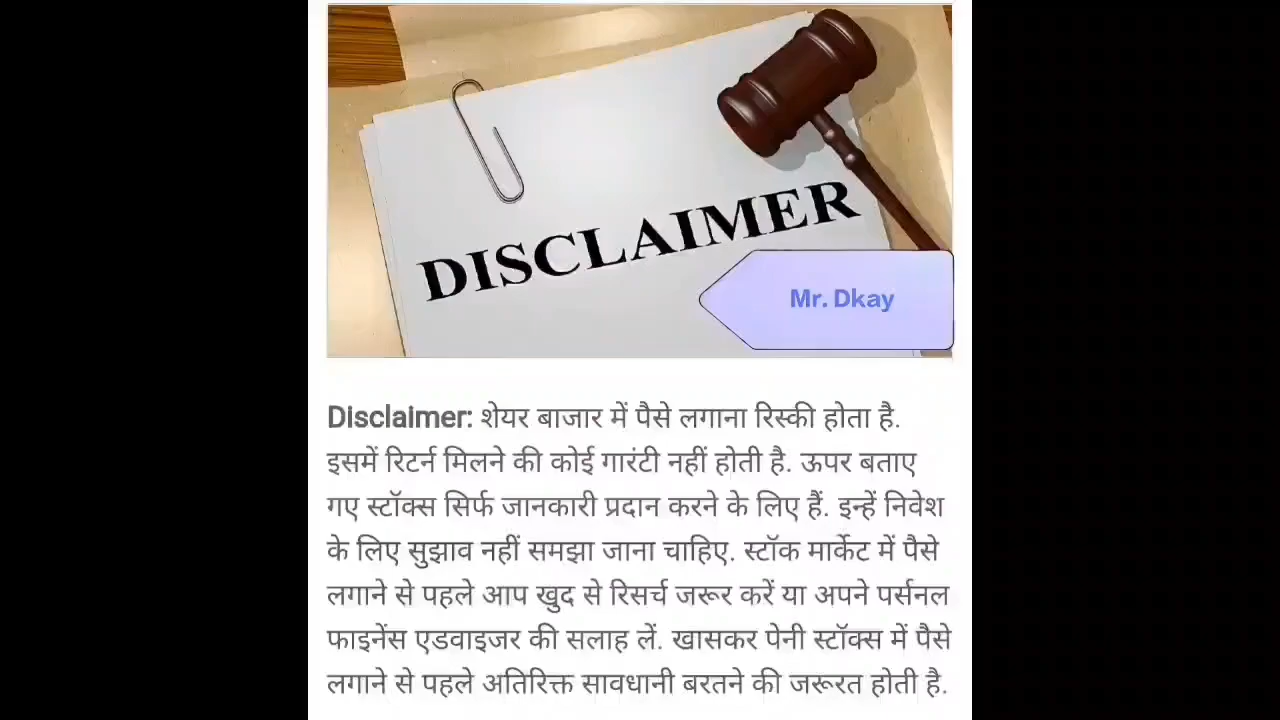 DISCLAIMER
Mr. Dkay
Disclaimer: शेयर बाजार में पैसे लगाना रिस्की होता है.
इसमें रिटर्न मिलने की कोई गारंटी नहीं होती है. ऊपर बताए
गए स्टॉक्स सिर्फ जानकारी प्रदान करने के लिए हैं. इन्हें निवेश
के लिए सुझाव नहीं समझा जाना चाहिए. स्टॉक मार्केट में पैसे
लगाने से पहले आप खुद से रिसर्च जरूर करें या अपने पर्सनल
फाइनेंस एडवाइजर की सलाह लें. खासकर पेनी स्टॉक्स में पैसे
लगाने से पहले अतिरिक्त सावधानी बरतने की जरूरत होती है.